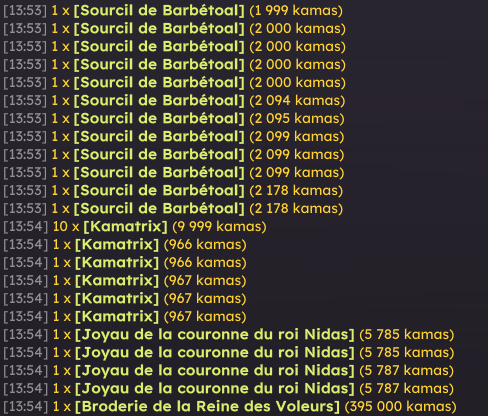 [13:53] 1 x [Sourcil de Barbétoal] (1 999 kamas)
[13:53] 1 x [Sourcil de Barbétoal] (2 000 kamas)
[13:53] 1 x [Sourcil de Barbétoal] (2 000 kamas)
[13:53] 1 x [Sourcil de Barbétoal] (2 000 kamas)
[13:53] 1 x [Sourcil de Barbétoal] (2 000 kamas)
[13:53] 1 x [Sourcil de Barbétoal] (2 094 kamas)
[13:53] 1 x [Sourcil de Barbétoal] (2 095 kamas)
[13:53] 1 x [Sourcil de Barbétoal] (2 099 kamas)
[13:53] 1 x [Sourcil de Barbétoal] (2 099 kamas)
[13:53] 1 x [Sourcil de Barbétoal] (2 099 kamas)
[13:53] 1 x [Sourcil de Barbétoal] (2 178 kamas)
[13:53] 1 x [Sourcil de Barbétoal] (2 178 kamas)
[13:54] 10 x [Kamatrix] (9 999 kamas)
[13:54] 1 x [Kamatrix] (966 kamas)
[13:54] 1 x [Kamatrix] (966 kamas)
[13:54] 1 x [Kamatrix] (967 kamas)
[13:54] 1 x [Kamatrix] (967 kamas)
[13:54] 1 x [Kamatrix] (967 kamas)
[13:54] 1 x [Joyau de la couronne du roi Nidas] (5 785 kamas)
[13:54] 1 x [Joyau de la couronne du roi Nidas] (5 785 kamas)
[13:54] 1 x [Joyau de la couronne du roi Nidas] (5 787 kamas)
[13:54] 1 x [Joyau de la couronne du roi Nidas] (5 787 kamas)
[13:54] 1 x [Broderie de la Reine des Voleurs] (395 000 kamas)